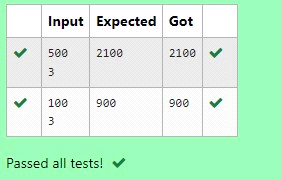 Input Expected Got
500 2100 2100
3
100 900 900
3
Passed all tests!